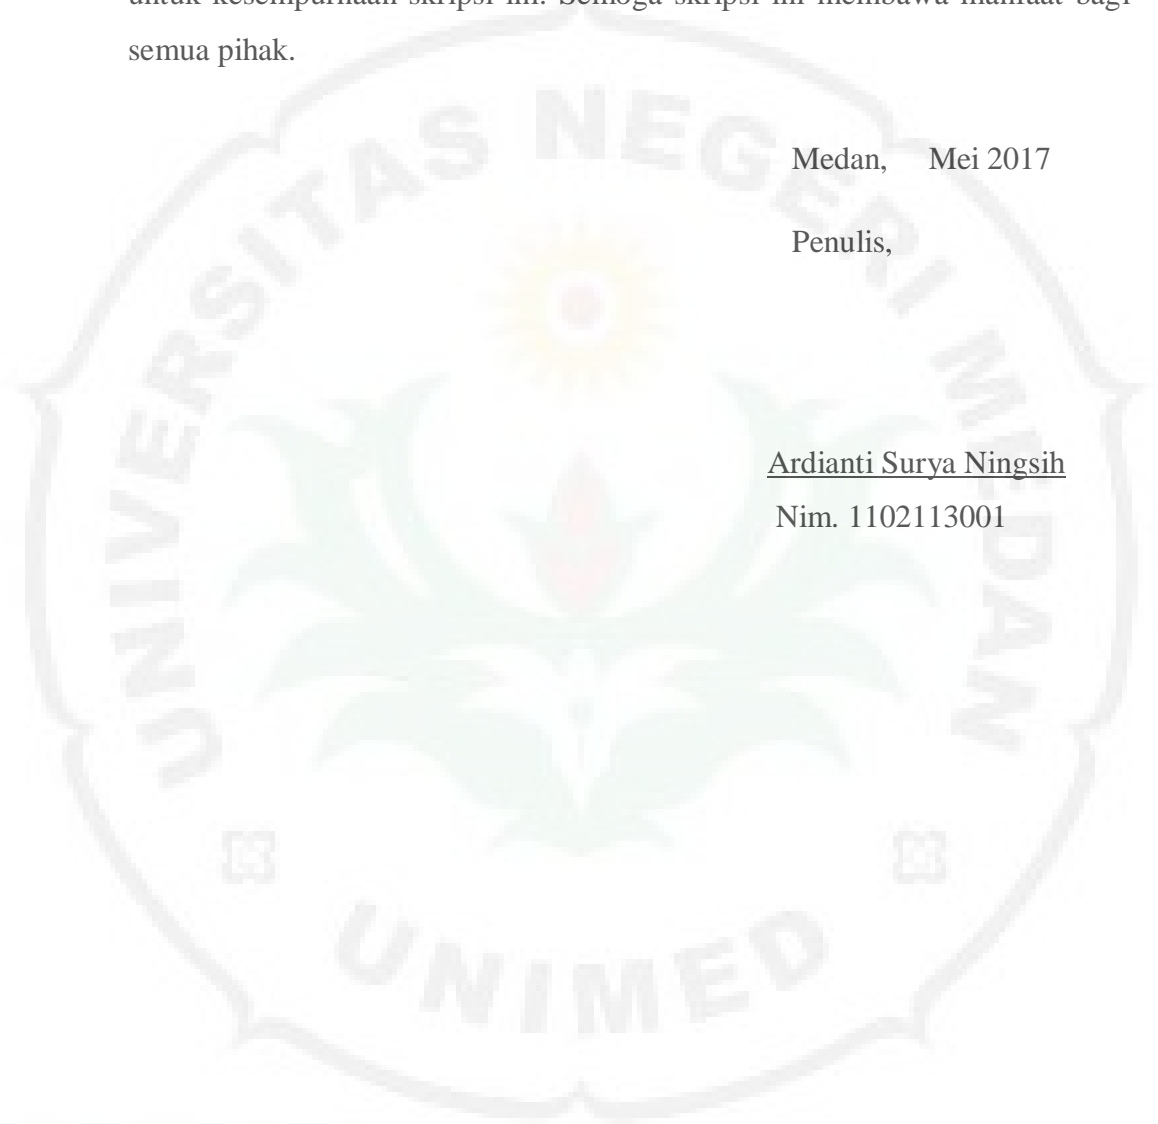 untuk kesempurnaan skripsi ini. Semoga skripsi ini membawa manfaat bagi
semua pihak.
Medan, Mei 2017
Penulis,
Ardianti Surya Ningsih
Nim. 1102113001
UNIVERSITAS NEGERI MEDAN
UNIMED